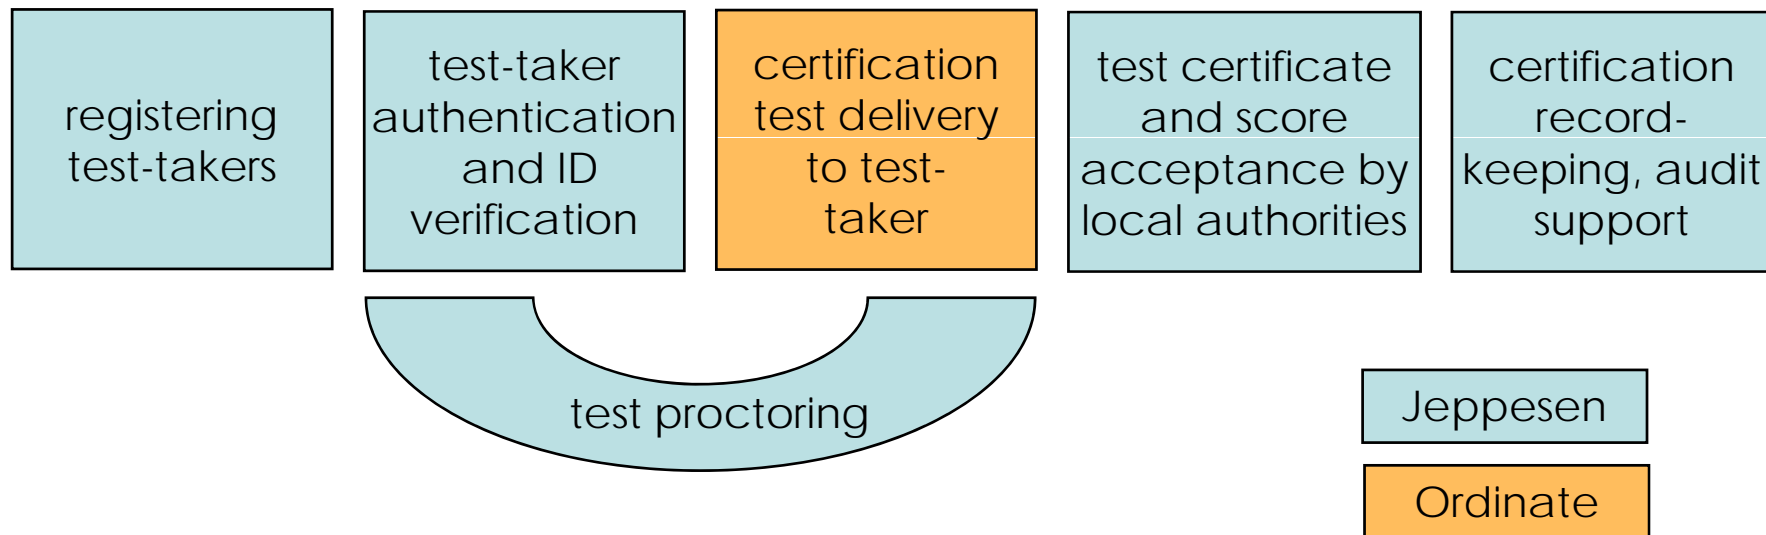 registering
test-takers
test-taker
authentication
and ID
verification
certification
test delivery
to test-
taker
test certificate
and score
acceptance by
local authorities
certification
record-
keeping, audit
support
test proctoring
Jeppesen
Ordinate